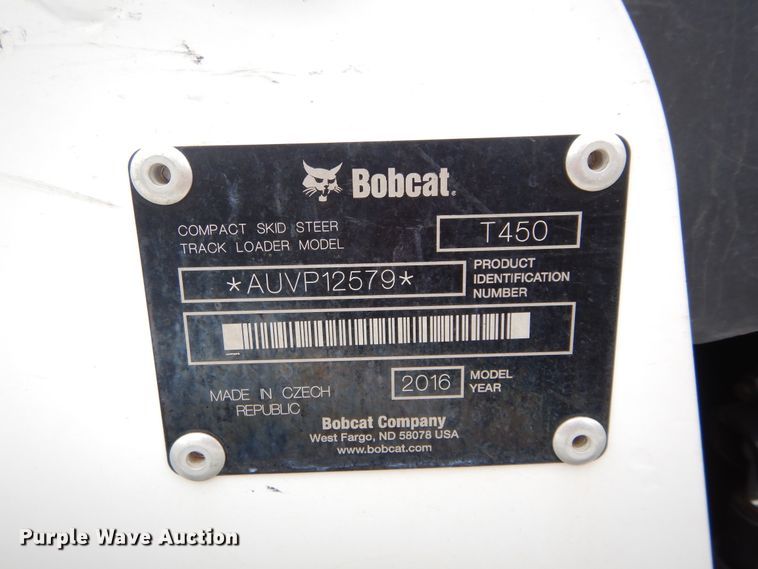 Bobcat.
COMPACT SKID STEER
TRACK LOADER MODEL
T450
*AUVP12579*
PRODUCT
IDENTIFICATION
NUMBER
MADE IN CZECH
REPUBLIC
2016
MODEL
YEAR
Bobcat Company
West Fargo, ND 58078 USA
www.bobcat.com
Purple Wave Auction